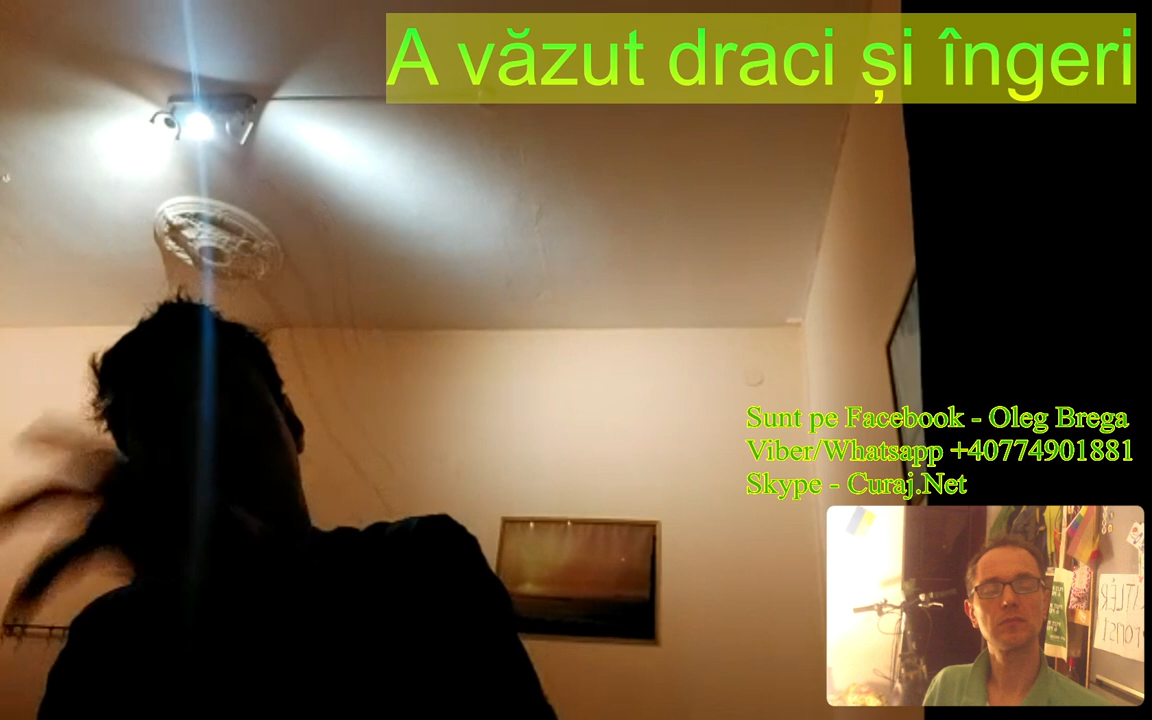 A văzut draci și îngeri
Sunt pe Facebook - Oleg Brega
Viber/Whatsapp +40774901881
Skype - Curaj.Net